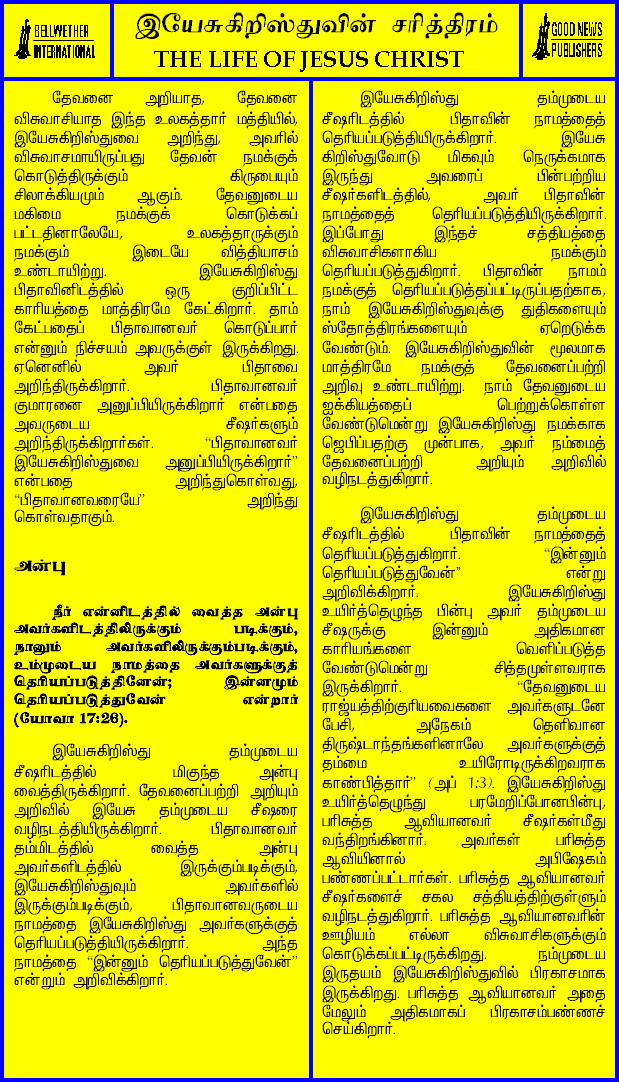 BELLWETHER
INTERNATIONAL
இயேசுகிறிஸ்துவின் சரித்திரம்
THE LIFE OF JESUS CHRIST
GOOD NEWS
PUBLISHERS
தேவனை அறியாத, தேவனை
விசுவாசியாத இந்த உலகத்தார் மத்தியில்,
இயேசுகிறிஸ்துவை அறிந்து, அவரில்
விசுவாசமாயிருப்பது தேவன் நமக்குக்
கொடுத்திருக்கும் கிருபையும்
சிலாக்கியமும் ஆகும். தேவனுடைய
மகிமை நமக்குக் கொடுக்கப்
பட்டதினாலேயே, உலகத்தாருக்கும்
நமக்கும் இடையே வித்தியாசம்
உண்டாயிற்று. இயேசுகிறிஸ்து
பிதாவினிடத்தில் ஒரு குறிப்பிட்ட
காரியத்தை மாத்திரமே கேட்கிறார். தாம்
கேட்பதைப் பிதாவானவர் கொடுப்பார்
என்னும் நிச்சயம் அவருக்குள் இருக்கிறது.
ஏனெனில் அவர் பிதாவை
அறிந்திருக்கிறார். பிதாவானவர்
குமாரனை அனுப்பியிருக்கிறார் என்பதை
அவருடைய சீஷர்களும்
அறிந்திருக்கிறார்கள். “பிதாவானவர்
இயேசுகிறிஸ்துவை அனுப்பியிருக்கிறார்”
என்பதை அறிந்துகொள்வது,
“பிதாவானவரையே” அறிந்து
கொள்வதாகும்.
அன்பு
நீர் என்னிடத்தில் வைத்த அன்பு
அவர்களிடத்திலிருக்கும் படிக்கும்,
நானும் அவர்களிலிருக்கும்படிக்கும்,
உம்முடைய நாமத்தை அவர்களுக்குத்
தெரியப்படுத்தினேன்; இன்னமும்
தெரியப்படுத்துவேன் என்றார்
(யோவா 17:26).
இயேசுகிறிஸ்து தம்முடைய
சீஷரிடத்தில் மிகுந்த அன்பு
வைத்திருக்கிறார். தேவனைப்பற்றி அறியும்
அறிவில் இயேசு தம்முடைய சீஷரை
வழிநடத்தியிருக்கிறார். பிதாவானவர்
தம்மிடத்தில் வைத்த அன்பு
அவர்களிடத்தில் இருக்கும்படிக்கும்,
இயேசுகிறிஸ்துவும் அவர்களில்
இருக்கும்படிக்கும், பிதாவானவருடைய
நாமத்தை இயேசுகிறிஸ்து அவர்களுக்குத்
தெரியப்படுத்தியிருக்கிறார். அந்த
நாமத்தை “இன்னும் தெரியப்படுத்துவேன்”
என்றும் அறிவிக்கிறார்.
இயேசுகிறிஸ்து தம்முடைய
சீஷரிடத்தில் பிதாவின் நாமத்தைத்
தெரியப்படுத்தியிருக்கிறார். இயேசு
கிறிஸ்துவோடு மிகவும் நெருக்கமாக
இருந்து அவரைப் பின்பற்றிய
சீஷர்களிடத்தில், அவர் பிதாவின்
நாமத்தைத் தெரியப்படுத்தியிருக்கிறார்.
இப்போது இந்தச் சத்தியத்தை
விசுவாசிகளாகிய நமக்கும்
தெரியப்படுத்துகிறார். பிதாவின் நாமம்
நமக்குத் தெரியப்படுத்தப்பட்டிருப்பதற்காக,
நாம் இயேசுகிறிஸ்துவுக்கு துதிகளையும்
ஸ்தோத்திரங்களையும் ஏறெடுக்க
வேண்டும். இயேசுகிறிஸ்துவின் மூலமாக
மாத்திரமே நமக்குத் தேவனைப்பற்றி
அறிவு உண்டாயிற்று. நாம் தேவனுடைய
ஐக்கியத்தைப் பெற்றுக்கொள்ள
வேண்டுமென்று இயேசுகிறிஸ்து நமக்காக
ஜெபிப்பதற்கு முன்பாக, அவர் நம்மைத்
தேவனைப்பற்றி அறியும் அறிவில்
வழிநடத்துகிறார்.
இயேசுகிறிஸ்து தம்முடைய
சீஷரிடத்தில் பிதாவின் நாமத்தைத்
தெரியப்படுத்துகிறார். “இன்னும்
தெரியப்படுத்துவேன்” என்று
அறிவிக்கிறார். இயேசுகிறிஸ்து
உயிர்த்தெழுந்த பின்பு அவர் தம்முடைய
சீஷருக்கு இன்னும் அதிகமான
காரியங்களை வெளிப்படுத்த
வேண்டுமென்று சித்தமுள்ளவராக
இருக்கிறார். “தேவனுடைய
ராஜ்யத்திற்குரியவைகளை அவர்களுடனே
பேசி, அநேகம் தெளிவான
திருஷ்டாந்தங்களினாலே அவர்களுக்குத்
தம்மை உயிரோடிருக்கிறவராக
காண்பித்தார்” (அப் 1:3). இயேசுகிறிஸ்து
உயிர்த்தெழுந்து பரமேறிப்போனபின்பு,
பரிசுத்த ஆவியானவர் சீஷர்கள்மீது
வந்திறங்கினார். அவர்கள் பரிசுத்த
ஆவியினால் அபிஷேகம்
பண்ணப்பட்டார்கள். பரிசுத்த ஆவியானவர்
சீஷர்களைச் சகல சத்தியத்திற்குள்ளும்
வழிநடத்துகிறார். பரிசுத்த ஆவியானவரின்
ஊழியம் எல்லா விசுவாசிகளுக்கும்
கொடுக்கப்பட்டிருக்கிறது. நம்முடைய
இருதயம் இயேசுகிறிஸ்துவில் பிரகாசமாக
இருக்கிறது. பரிசுத்த ஆவியானவர் அதை
மேலும் அதிகமாகப் பிரகாசம்பண்ணச்
செய்கிறார்.